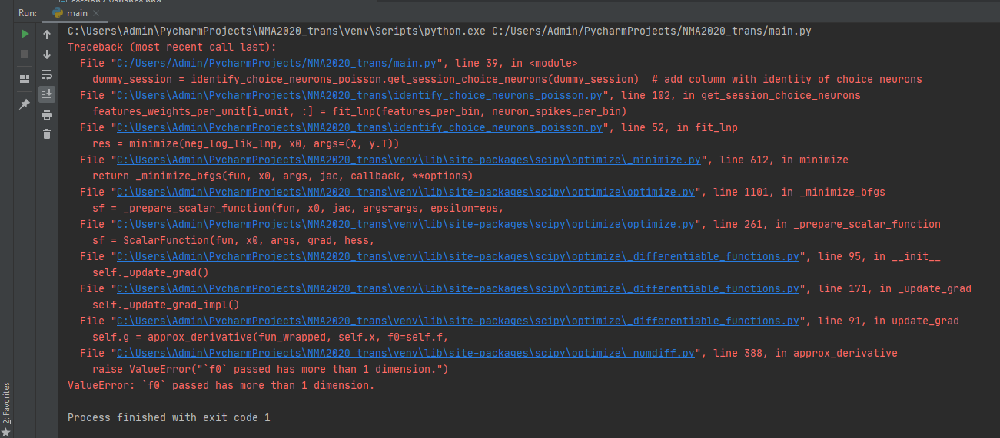 Run: main
C:\Users\Admin\PycharmProjects\NMA2020_trans\venv\Scripts\python.exe C:/Users/Admin/PycharmProjects/NMA2020_trans/main.py
Traceback (most recent call last):
  File "C:/Users/Admin/PycharmProjects/NMA2020_trans/main.py", line 39, in <module>
    dummy_session = identify_choice_neurons_poisson.get_session_choice_neurons(dummy_session)  # add column with identity of choice neurons
  File "C:\Users\Admin\PycharmProjects\NMA2020_trans\identify_choice_neurons_poisson.py", line 102, in get_session_choice_neurons
    features_weights_per_unit[i_unit, :] = fit_lnp(features_per_bin, neuron_spikes_per_bin)
  File "C:\Users\Admin\PycharmProjects\NMA2020_trans\identify_choice_neurons_poisson.py", line 52, in fit_lnp
    res = minimize(neg_log_lik_lnp, x0, args=(X, y.T))
  File "C:\Users\Admin\PycharmProjects\NMA2020_trans\venv\lib\site-packages\scipy\optimize\_minimize.py", line 612, in minimize
    return _minimize_bfgs(fun, x0, args, jac, callback, **options)
  File "C:\Users\Admin\PycharmProjects\NMA2020_trans\venv\lib\site-packages\scipy\optimize\optimize.py", line 1101, in _minimize_bfgs
    sf = _prepare_scalar_function(fun, x0, jac, args=args, epsilon=eps,
  File "C:\Users\Admin\PycharmProjects\NMA2020_trans\venv\lib\site-packages\scipy\optimize\optimize.py", line 261, in _prepare_scalar_function
    sf = ScalarFunction(fun, x0, args, grad, hess,
  File "C:\Users\Admin\PycharmProjects\NMA2020_trans\venv\lib\site-packages\scipy\optimize\_differentiable_functions.py", line 95, in __init__
    self._update_grad()
  File "C:\Users\Admin\PycharmProjects\NMA2020_trans\venv\lib\site-packages\scipy\optimize\_differentiable_functions.py", line 171, in _update_grad
    self._update_grad_impl()
  File "C:\Users\Admin\PycharmProjects\NMA2020_trans\venv\lib\site-packages\scipy\optimize\_differentiable_functions.py", line 91, in update_grad
    self.g = approx_derivative(fun_wrapped, self.x, f0=self.f,
  File "C:\Users\Admin\PycharmProjects\NMA2020_trans\venv\lib\site-packages\scipy\optimize\_numdiff.py", line 388, in approx_derivative
    raise ValueError("`f0` passed has more than 1 dimension.")
ValueError: `f0` passed has more than 1 dimension.
Process finished with exit code 1
2: Favorites